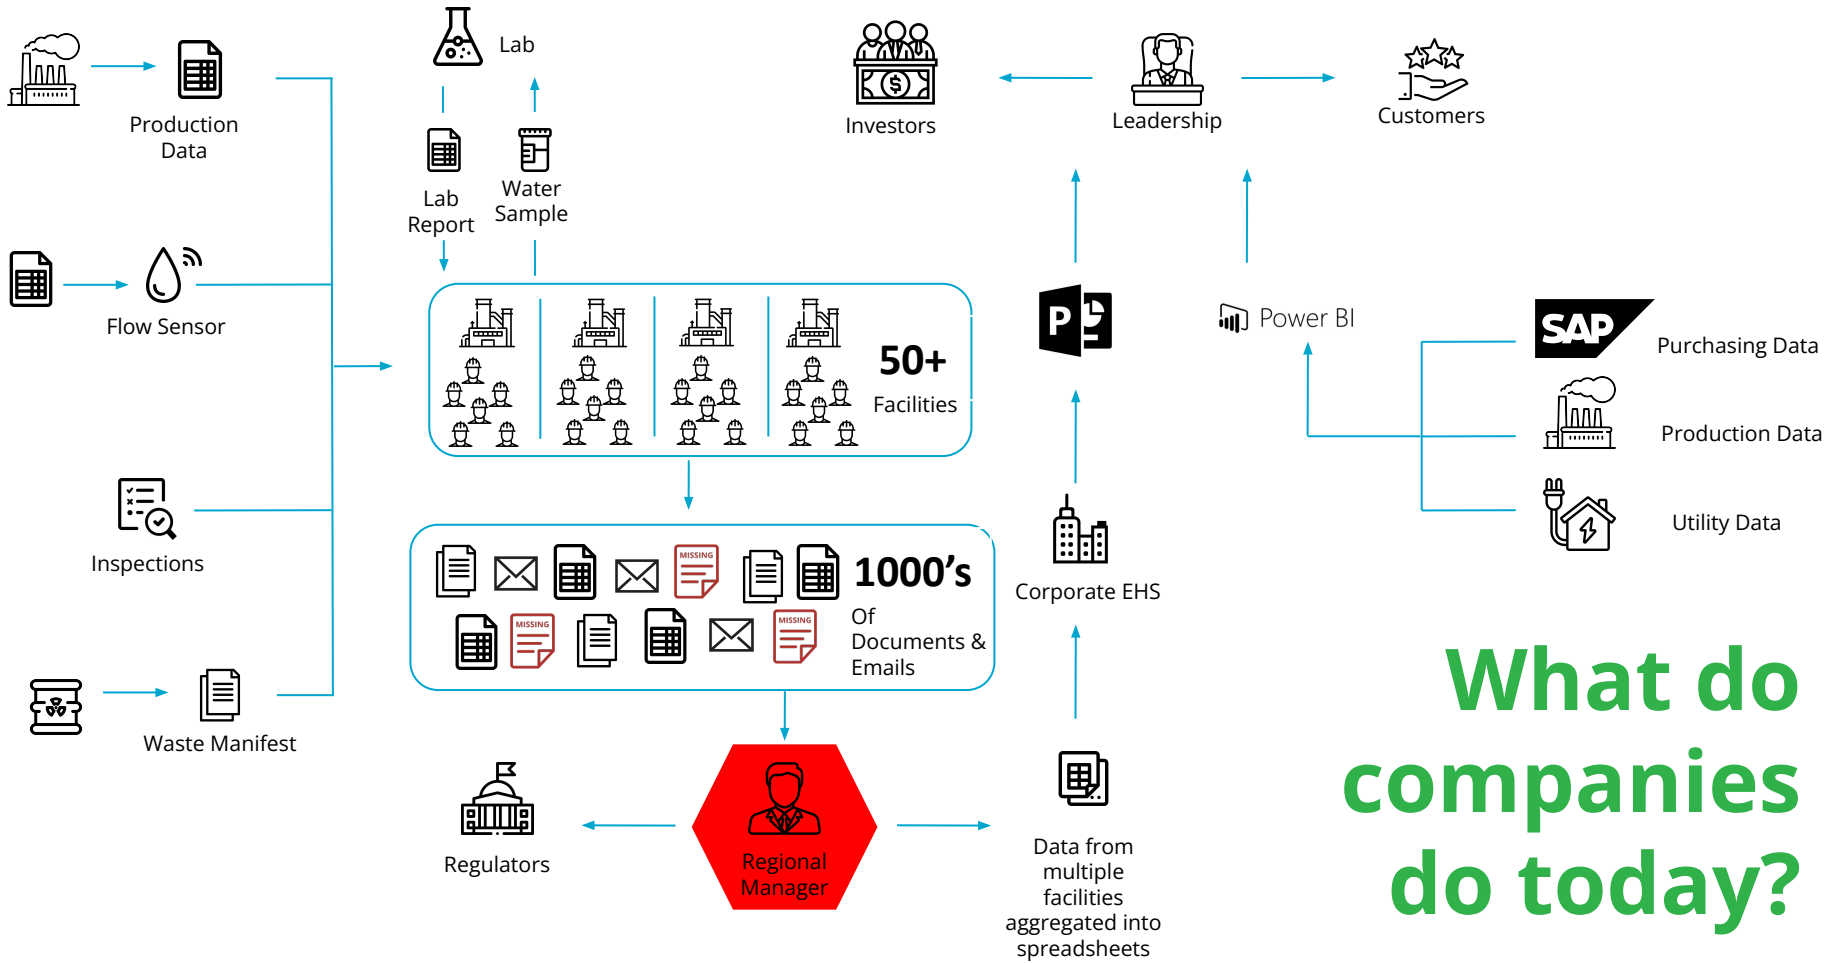 Production
Data
Flow Sensor
Inspections
Waste Manifest
Lab
Lab
Report
Water
Sample
50+
Facilities
MISSING
MISSING
MISSING
1000's
Of
Documents &
Emails
Regulators
Regional
Manager
Data from
multiple
facilities
aggregated into
spreadsheets
Corporate EHS
P
Investors
$
Leadership
Customers
Power BI
SAP
Purchasing Data
Production Data
Utility Data
What do
companies
do today?